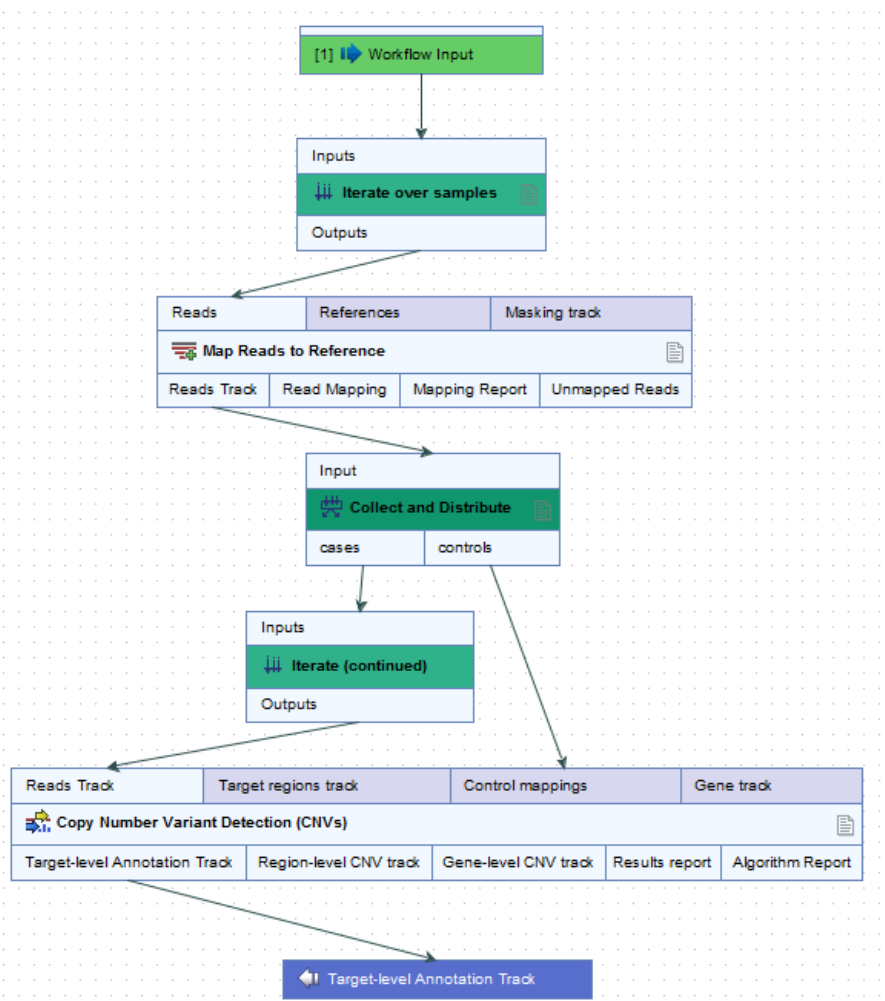 [1] Workflow Input
Inputs
Iterate over samples
Outputs
Reads References Masking track
Map Reads to Reference
Reads Track Read Mapping Mapping Report Unmapped Reads
Input
Collect and Distribute
cases controls
Inputs
Iterate (continued)
Outputs
Reads Track Target regions track Control mappings Gene track
Copy Number Variant Detection (CNVs)
Target-level Annotation Track Region-level CNV track Gene-level CNV track Results report Algorithm Report
Target-level Annotation Track